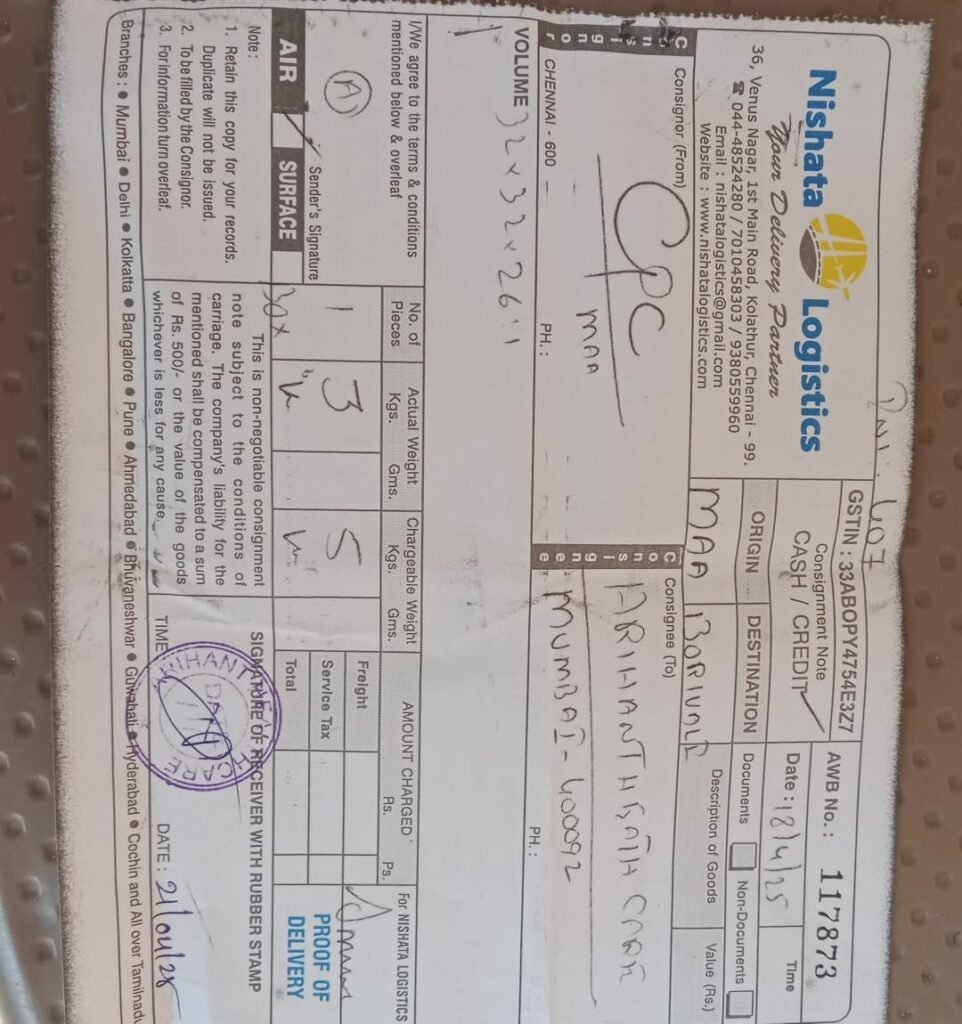 Nishata Logistics
Your Delivery Partner
36, Venus Nagar, 1st Main Road, Kolathur, Chennai - 99.
☎ 044-48524280 / 7010458303 / 9380559960
Email : nishatalogistics@gmail.com
Website : www.nishatalogistics.com
GSTIN : 33ABOPY4754E3Z7
Consignment Note
CASH / CREDIT
AWB No. : 117873
Date : 18/4/25
Time
ORIGIN
DESTINATION
Documents
Non-Documents
MAA
BORIVALI
Description of Goods
Value (Rs.)
Consignor
Consignor (From)
CPC
MAA
CHENNAI - 600
PH. :
Consignee
Consignee (To)
ARIHANT HEALTH CARE
MUMBAI - 400092
PH. :
VOLUME 32 x 32 x 26 : 1
I/We agree to the terms & conditions
mentioned below & overleaf
A
Sender's Signature
AIR
SURFACE
No. of Pieces
Actual Weight
Kgs. Gms.
Chargeable Weight
Kgs. Gms.
AMOUNT CHARGED
Rs. Ps.
For NISHATA LOGISTICS
1
3
5
Freight
Service Tax
Total
PROOF OF
DELIVERY
Note :
1. Retain this copy for your records.
Duplicate will not be issued.
2. To be filled by the Consignor.
3. For information turn overleaf.
This is non-negotiable consignment
note subject to the conditions of
carriage. The company's liability for the
mentioned shall be compensated to a sum
of Rs. 500/- or the value of the goods
whichever is less for any cause.
SIGNATURE OF RECEIVER WITH RUBBER STAMP
TIME
DATE : 21/04/25
Branches : ● Mumbai ● Delhi ● Kolkatta ● Bangalore ● Pune ● Ahmedabad ● Bhuvaneshwar ● Guwahati ● Hyderabad ● Cochin and All over Tamilnadu